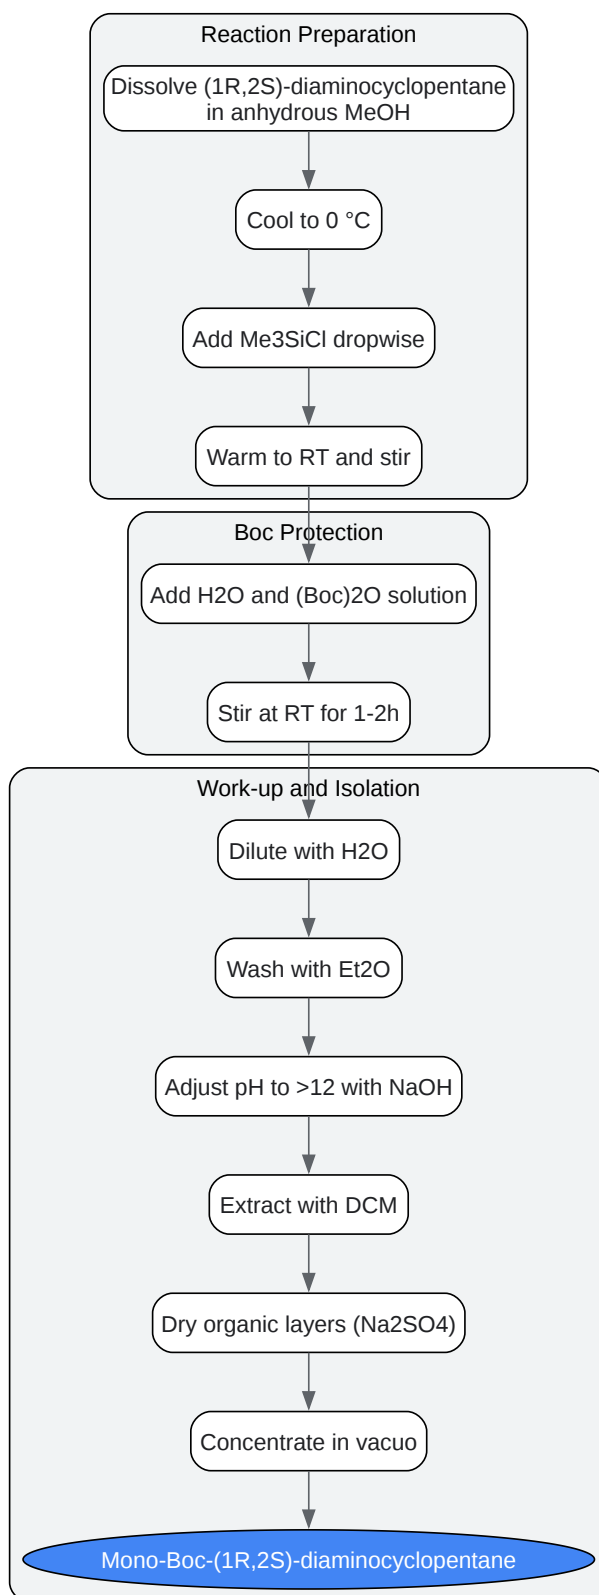 Reaction Preparation
Dissolve (1R,2S)-diaminocyclopentane
in anhydrous MeOH
Cool to 0 °C
Add Me3SiCl dropwise
Warm to RT and stir
Boc Protection
Add H2O and (Boc)2O solution
Stir at RT for 1-2h
Work-up and Isolation
Dilute with H2O
Wash with Et2O
Adjust pH to >12 with NaOH
Extract with DCM
Dry organic layers (Na2SO4)
Concentrate in vacuo
Mono-Boc-(1R,2S)-diaminocyclopentane